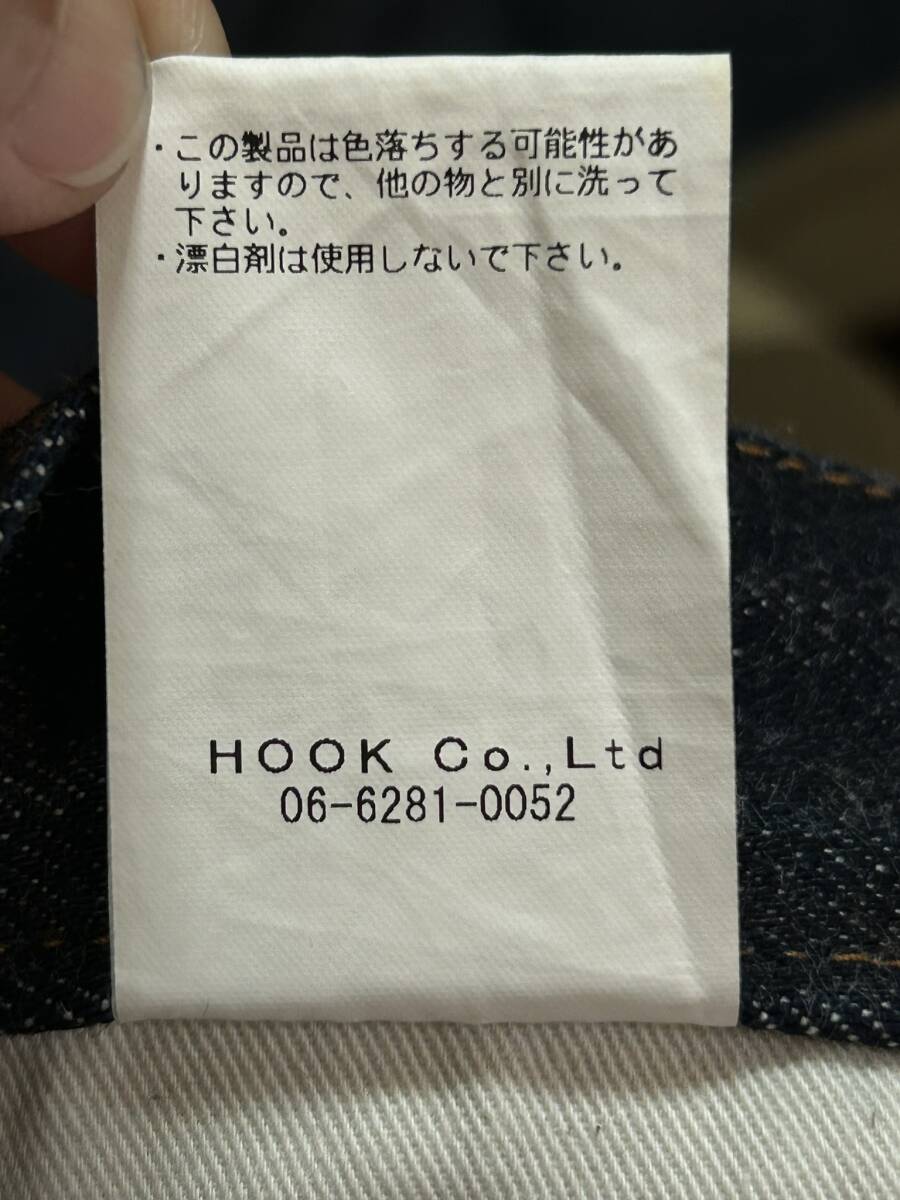 ・この製品は色落ちする可能性があ
りますので、他の物と別に洗って
下さい。
・漂白剤は使用しないで下さい。
HOOK Co.,Ltd
06-6281-0052